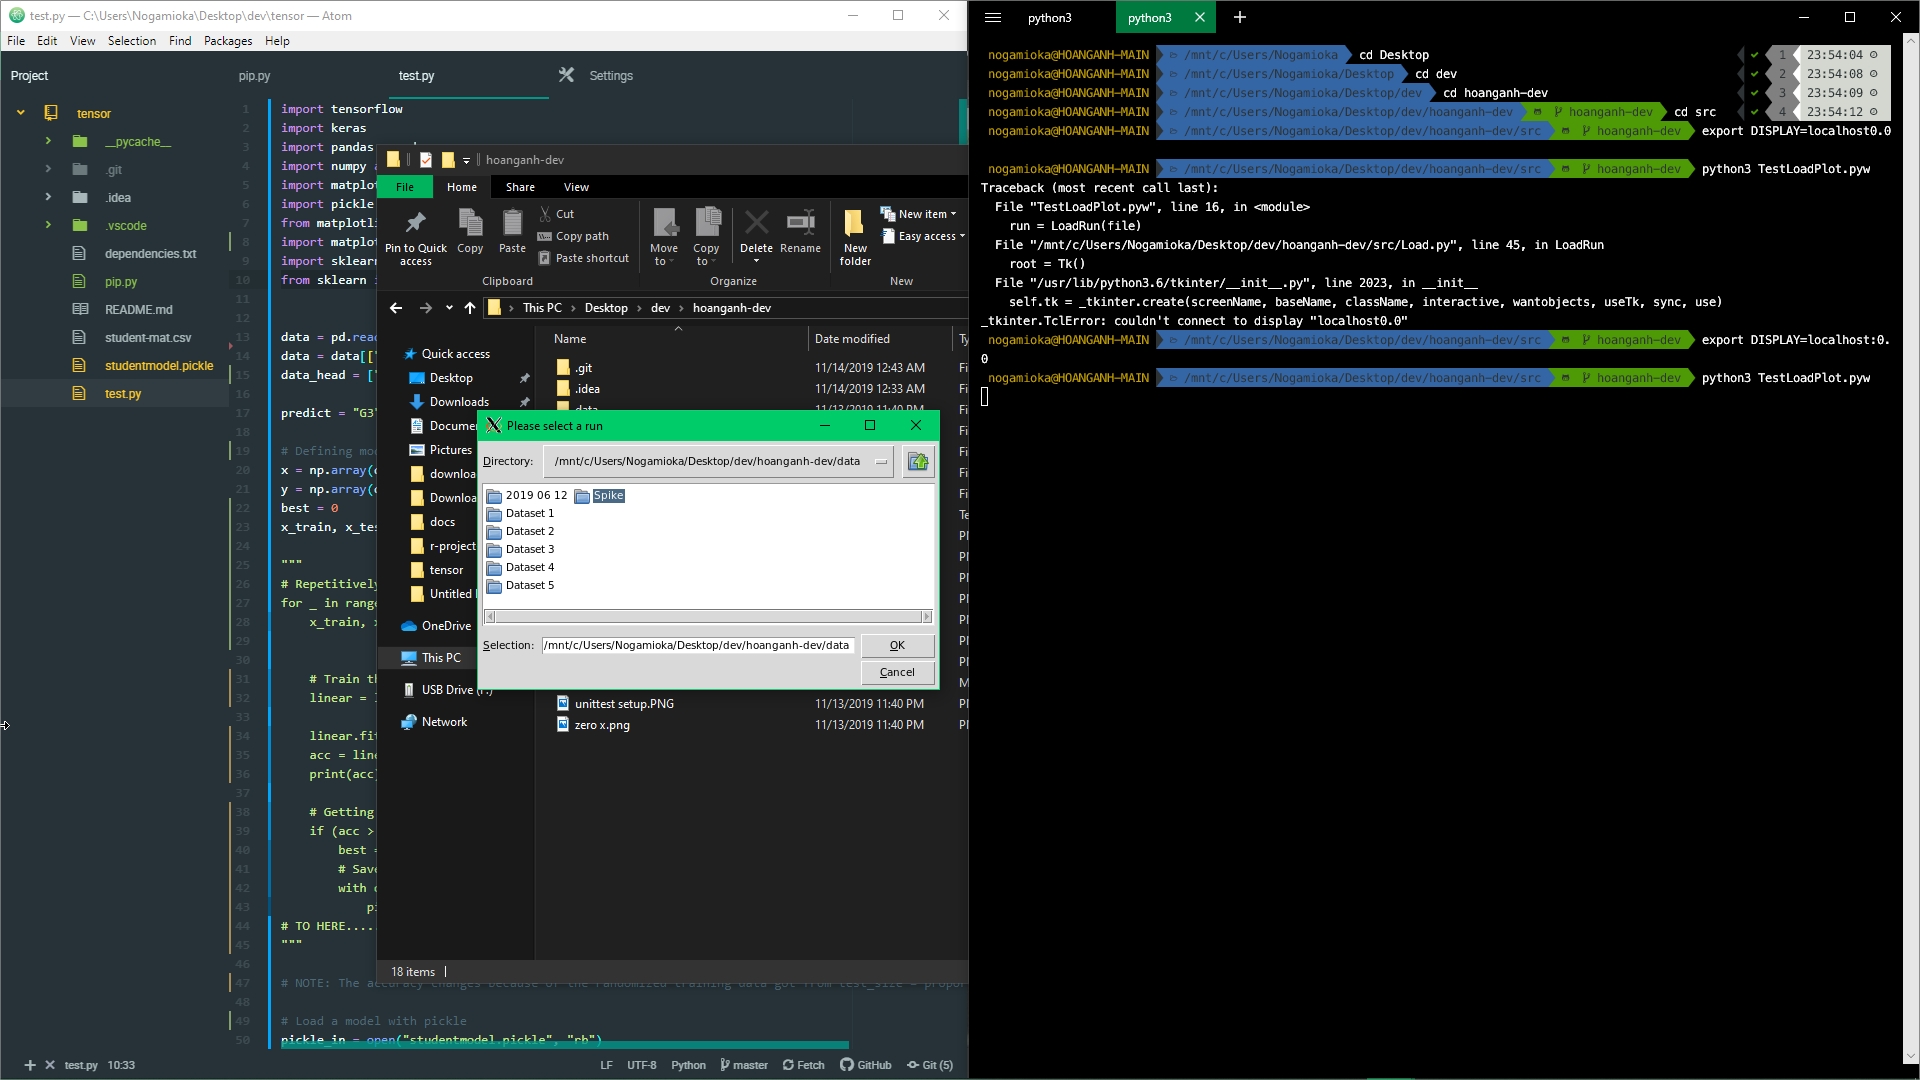 test.py — C:\Users\Nogamioka\Desktop\dev\tensor — Atom
File Edit View Selection Find Packages Help
Project
pip.py test.py Settings
tensor
__pycache__
.git
.idea
.vscode
dependencies.txt
pip.py
README.md
student-mat.csv
studentmodel.pickle
test.py
1 import tensorflow
2 import keras
3 import pandas
4 import numpy
5 import matplot
6 import pickle
7 from matplotli
8 import matplot
9 import sklearn
10 from sklearn
11
12
13 data = pd.read
14 data = data[["
15 data_head = ["
16
17 predict = "G3"
18
19 # Defining mo
20 x = np.array(
21 y = np.array(
22 best = 0
23 x_train, x_tes
24
25 """
26 # Repetitively
27 for _ in range
28 x_train,
29
30
31 # Train th
32 linear =
33
34 linear.fi
35 acc = line
36 print(acc
37
38 # Getting
39 if (acc >
40 best =
41 # Sav
42 with
43
44 # TO HERE....
45 """
46
47 # NOTE: The accuracy changes because of the randomized training data got from test_size = propor
48
49 # Load a model with pickle
50 pickle_in = open("studentmodel.pickle", "rb")
test.py 10:33
LF UTF-8 Python master Fetch GitHub Git (5)
hoanganh-dev
File Home Share View
Pin to Quick access
Copy
Paste
Cut
Copy path
Paste shortcut
Clipboard
Move to
Copy to
Delete
Rename
Organize
New folder
New item
Easy access
New
This PC Desktop dev hoanganh-dev
Name Date modified Ty
Quick access
Desktop
Downloads
Documen
Pictures
downloa
Downloa
docs
r-project
tensor
Untitled
OneDrive
This PC
USB Drive
Network
.git 11/14/2019 12:43 AM Fi
.idea 11/14/2019 12:33 AM Fi
data 11/13/2019 11:40 PM Fi
unittest setup.PNG 11/13/2019 11:40 PM
zero x.png 11/13/2019 11:40 PM
18 items
Please select a run
Directory: /mnt/c/Users/Nogamioka/Desktop/dev/hoanganh-dev/data
2019 06 12 Spike
Dataset 1
Dataset 2
Dataset 3
Dataset 4
Dataset 5
Selection: /mnt/c/Users/Nogamioka/Desktop/dev/hoanganh-dev/data OK
Cancel
python3 python3
nogamioka@HOANGANH-MAIN /mnt/c/Users/Nogamioka cd Desktop 1 23:54:04
nogamioka@HOANGANH-MAIN /mnt/c/Users/Nogamioka/Desktop cd dev 2 23:54:08
nogamioka@HOANGANH-MAIN /mnt/c/Users/Nogamioka/Desktop/dev cd hoanganh-dev 3 23:54:09
nogamioka@HOANGANH-MAIN /mnt/c/Users/Nogamioka/Desktop/dev/hoanganh-dev hoanganh-dev cd src 4 23:54:12
nogamioka@HOANGANH-MAIN /mnt/c/Users/Nogamioka/Desktop/dev/hoanganh-dev/src hoanganh-dev export DISPLAY=localhost0.0
nogamioka@HOANGANH-MAIN /mnt/c/Users/Nogamioka/Desktop/dev/hoanganh-dev/src hoanganh-dev python3 TestLoadPlot.pyw
Traceback (most recent call last):
File "TestLoadPlot.pyw", line 16, in <module>
run = LoadRun(file)
File "/mnt/c/Users/Nogamioka/Desktop/dev/hoanganh-dev/src/Load.py", line 45, in LoadRun
root = Tk()
File "/usr/lib/python3.6/tkinter/__init__.py", line 2023, in __init__
self.tk = _tkinter.create(screenName, baseName, className, interactive, wantobjects, useTk, sync, use)
_tkinter.TclError: couldn't connect to display "localhost0.0"
nogamioka@HOANGANH-MAIN /mnt/c/Users/Nogamioka/Desktop/dev/hoanganh-dev/src hoanganh-dev export DISPLAY=localhost:0.
0
nogamioka@HOANGANH-MAIN /mnt/c/Users/Nogamioka/Desktop/dev/hoanganh-dev/src hoanganh-dev python3 TestLoadPlot.pyw